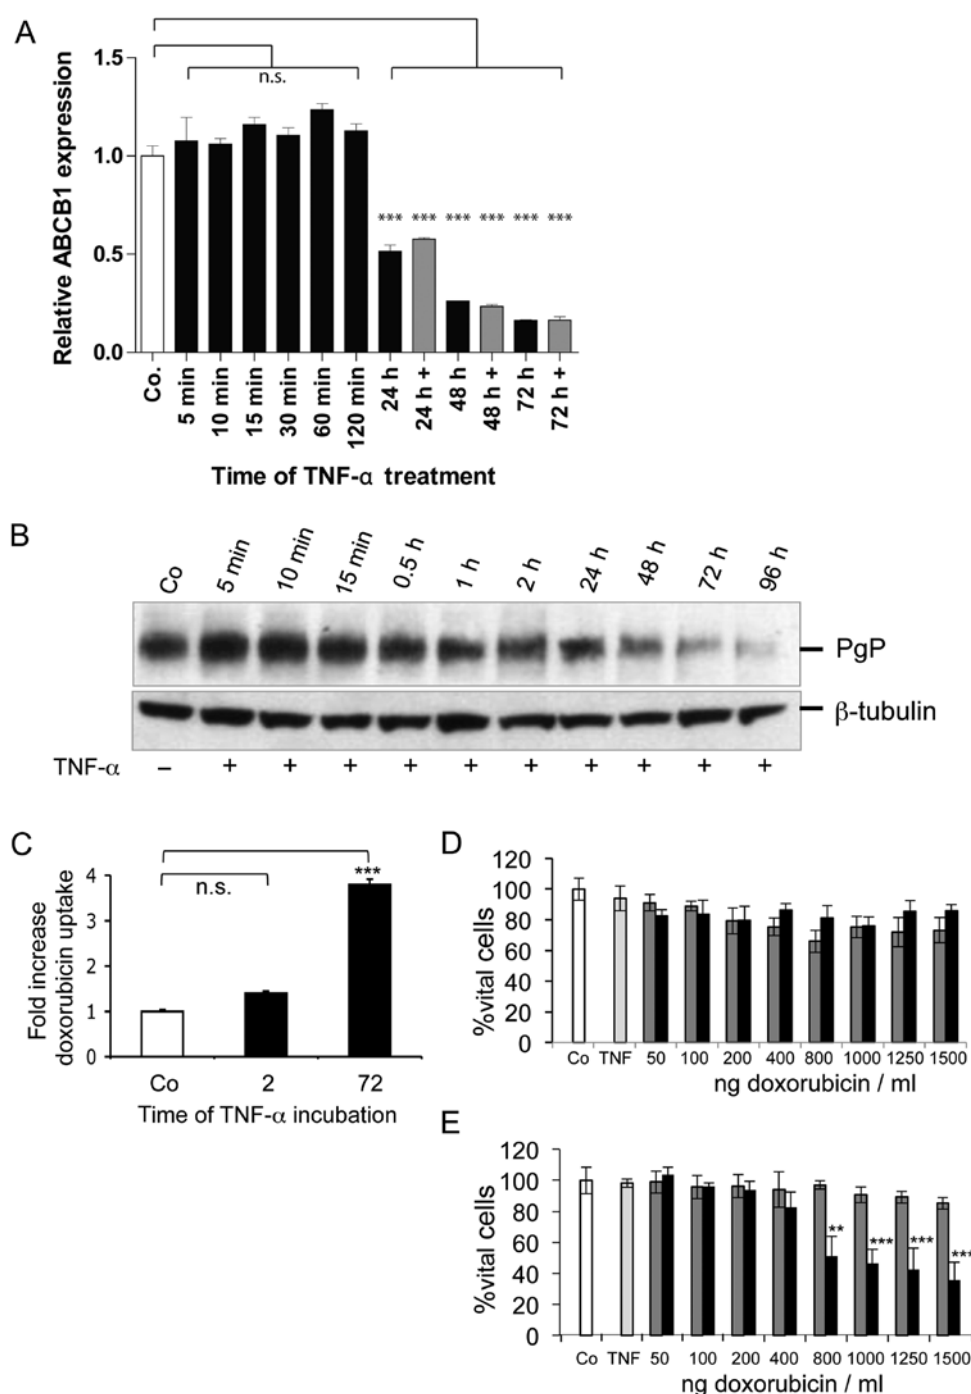 A
Relative ABCB1 expression
1.5
1.0
0.5
0.0
n.s.
*** *** *** *** *** ***
Co. 5 min 10 min 15 min 30 min 60 min 120 min 24 h 24 h + 48 h 48 h + 72 h 72 h +
Time of TNF-α treatment
B
Co 5 min 10 min 15 min 0.5 h 1 h 2 h 24 h 48 h 72 h 96 h
PgP
β-tubulin
TNF-α – + + + + + + + + + +
C
Fold increase
doxorubicin uptake
4
3
2
1
0
n.s.
***
Co 2 72
Time of TNF-α incubation
D
%vital cells
120
100
80
60
40
20
0
Co TNF 50 100 200 400 800 1000 1250 1500
ng doxorubicin / ml
E
%vital cells
120
100
80
60
40
20
0
** *** *** ***
Co TNF 50 100 200 400 800 1000 1250 1500
ng doxorubicin / ml